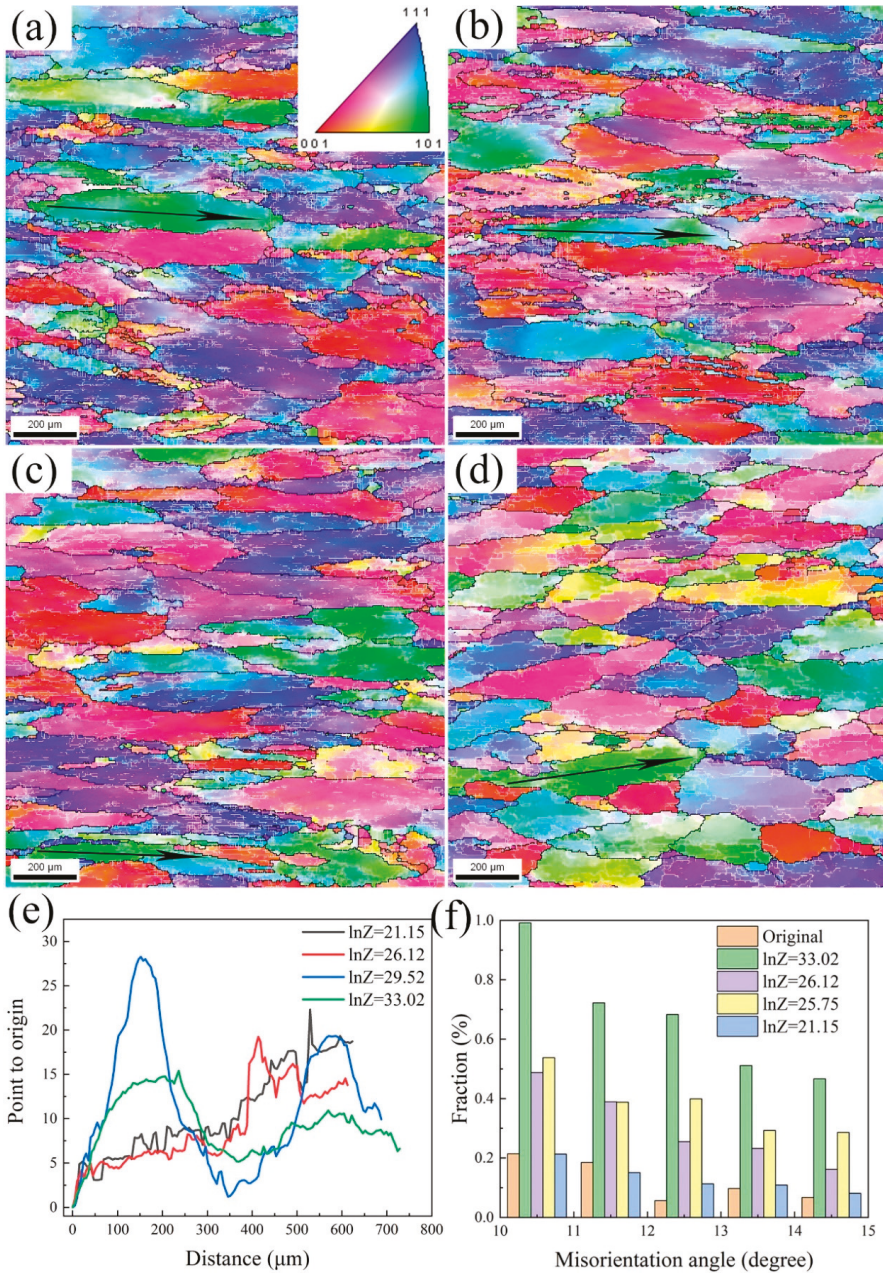 (a)
1 1 1
0 0 1
1 0 1
200 μm
(b)
200 μm
(c)
200 μm
(d)
200 μm
(e)
lnZ=21.15
lnZ=26.12
lnZ=29.52
lnZ=33.02
Point to origin
30
25
20
15
10
5
0
0 100 200 300 400 500 600 700 800
Distance (μm)
(f)
Original
lnZ=33.02
lnZ=26.12
lnZ=25.75
lnZ=21.15
Fraction (%)
1.0
0.8
0.6
0.4
0.2
0.0
10 11 12 13 14 15
Misorientation angle (degree)